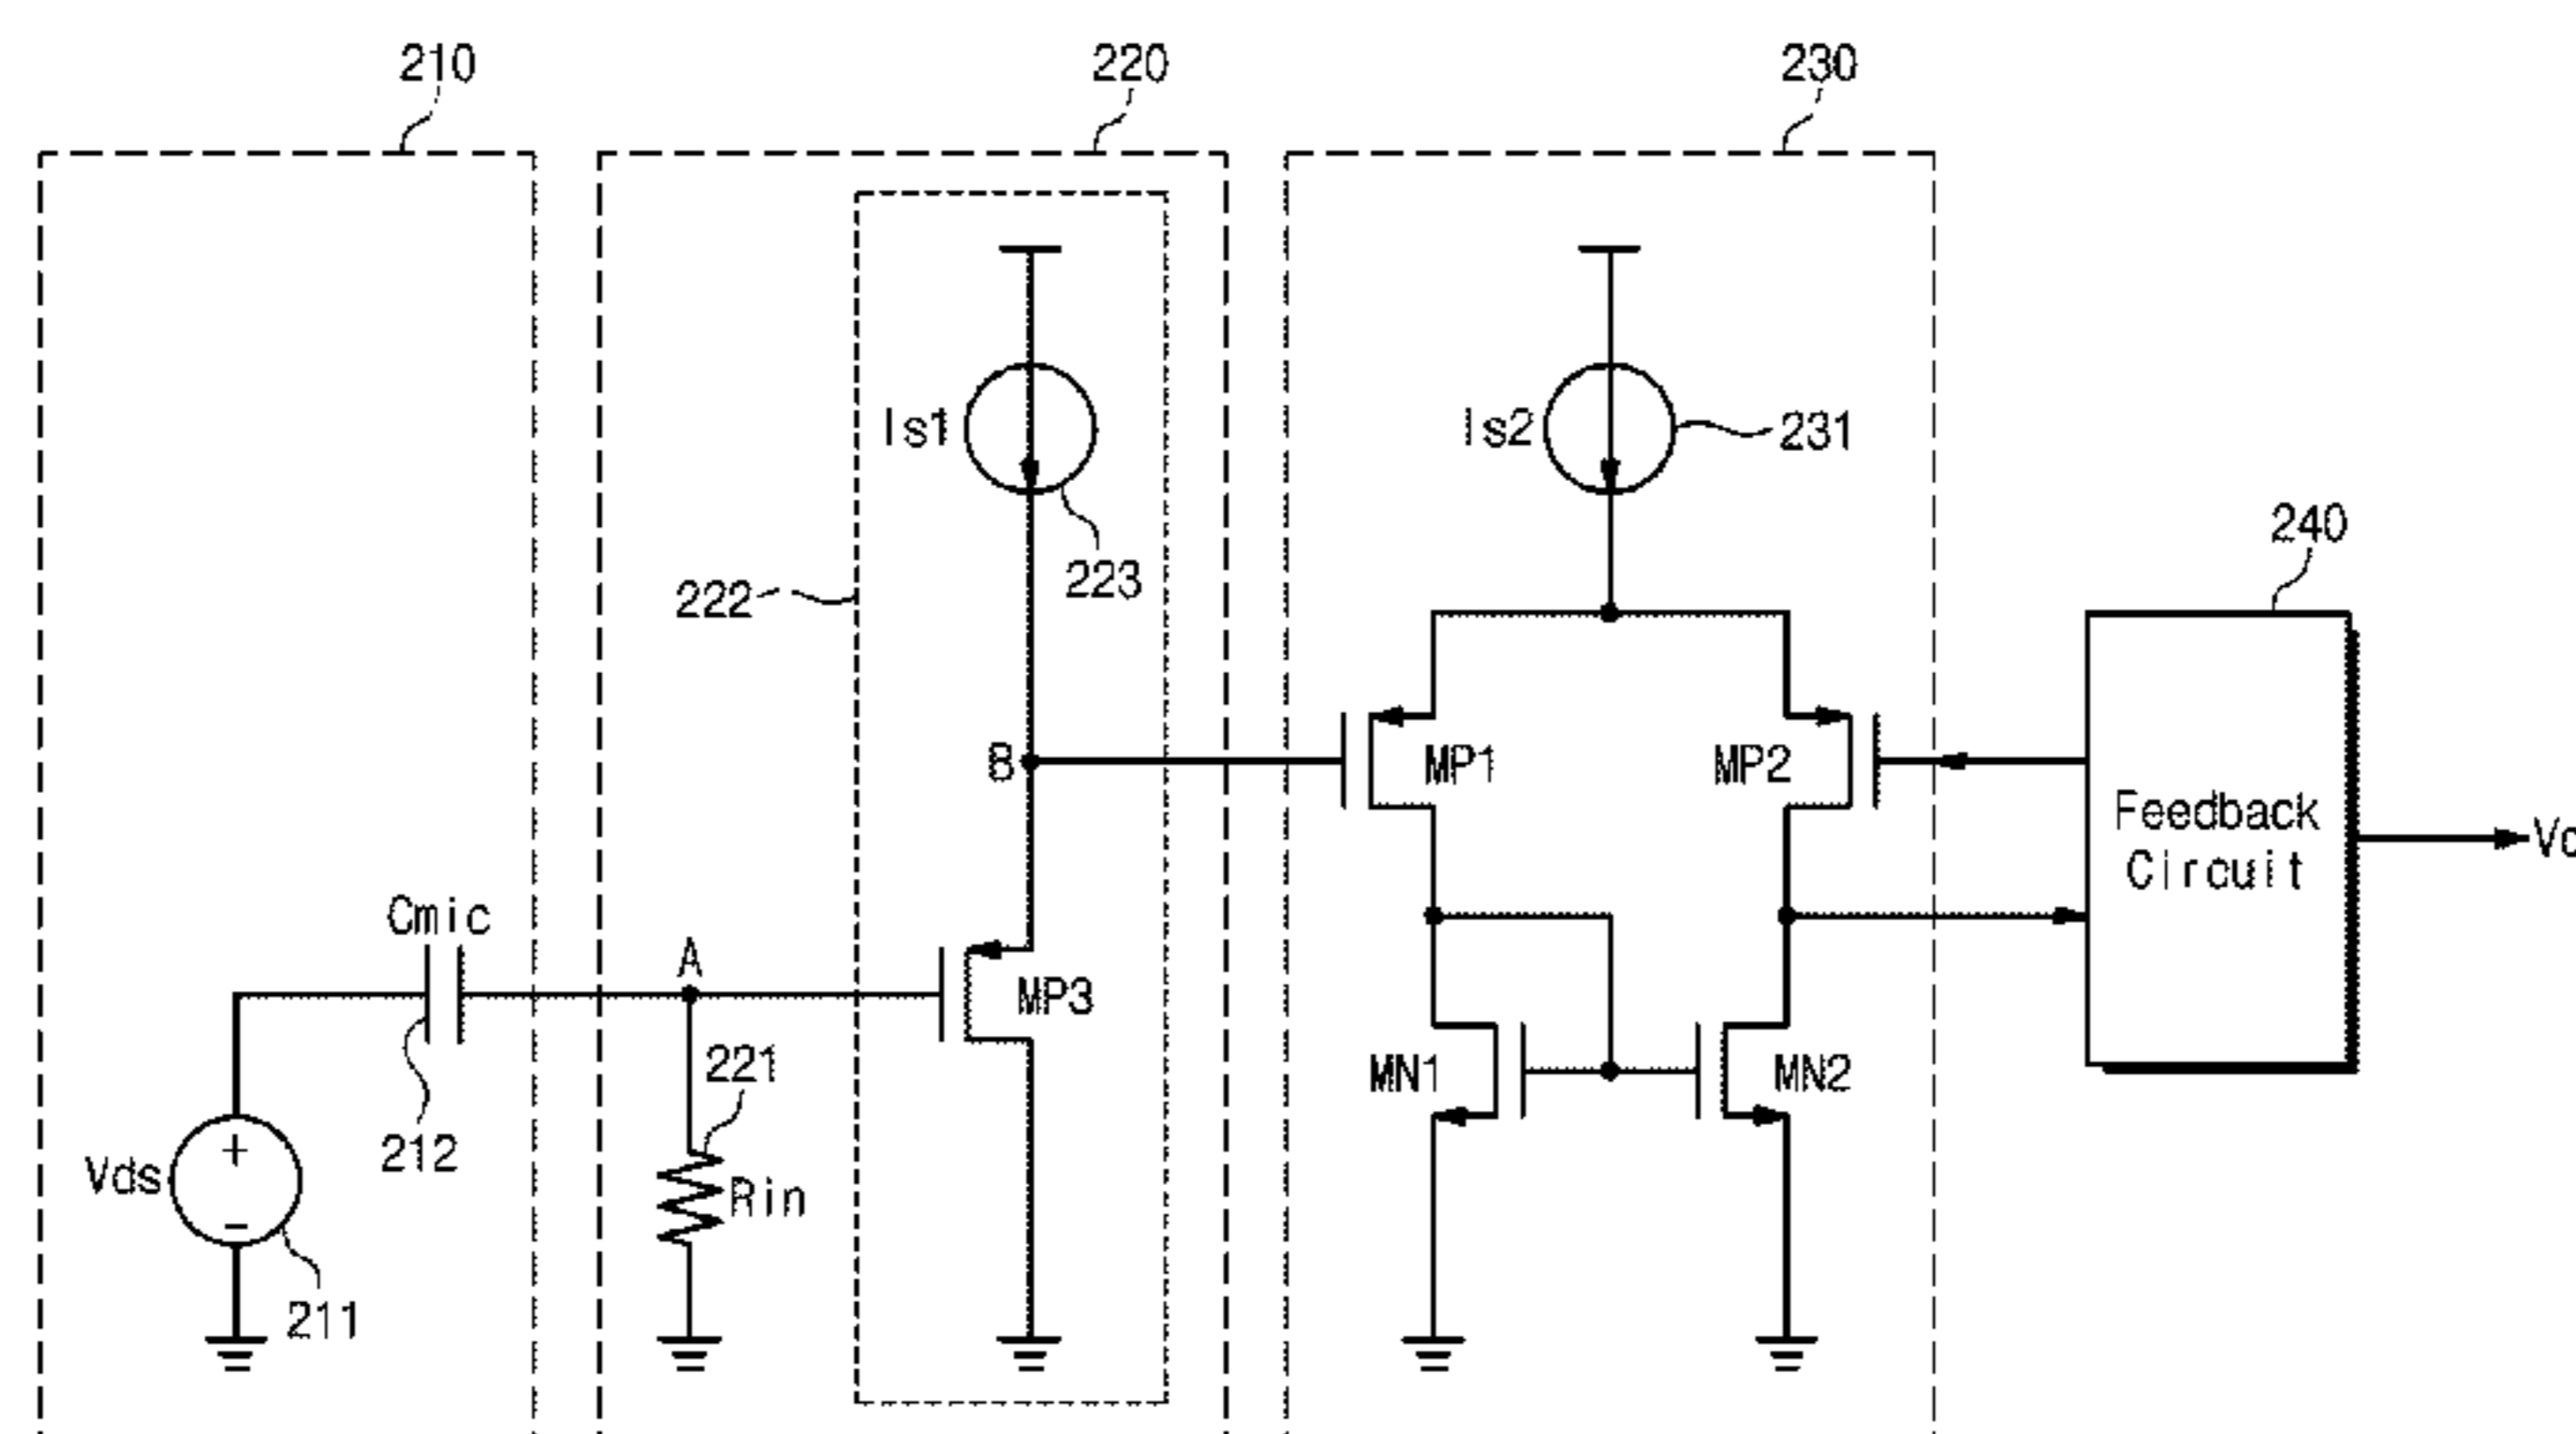 210
220
230
Is1
Is2
231
223
222
240
B
MP1
MP2
Feedback
Circuit
Cmic
A
MP3
221
212
MN1
MN2
Vds
+
−
Rin
211